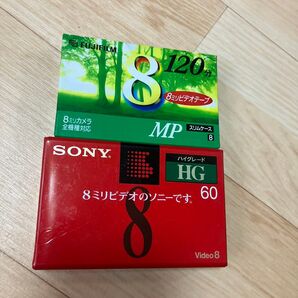 FUJIFILM
8
120分
8ミリビデオテープ
8ミリカメラ
全機種対応
MP
スリムケース
8
SONY
ハイグレード
HG
60
8ミリビデオのソニーです。
8
Video 8